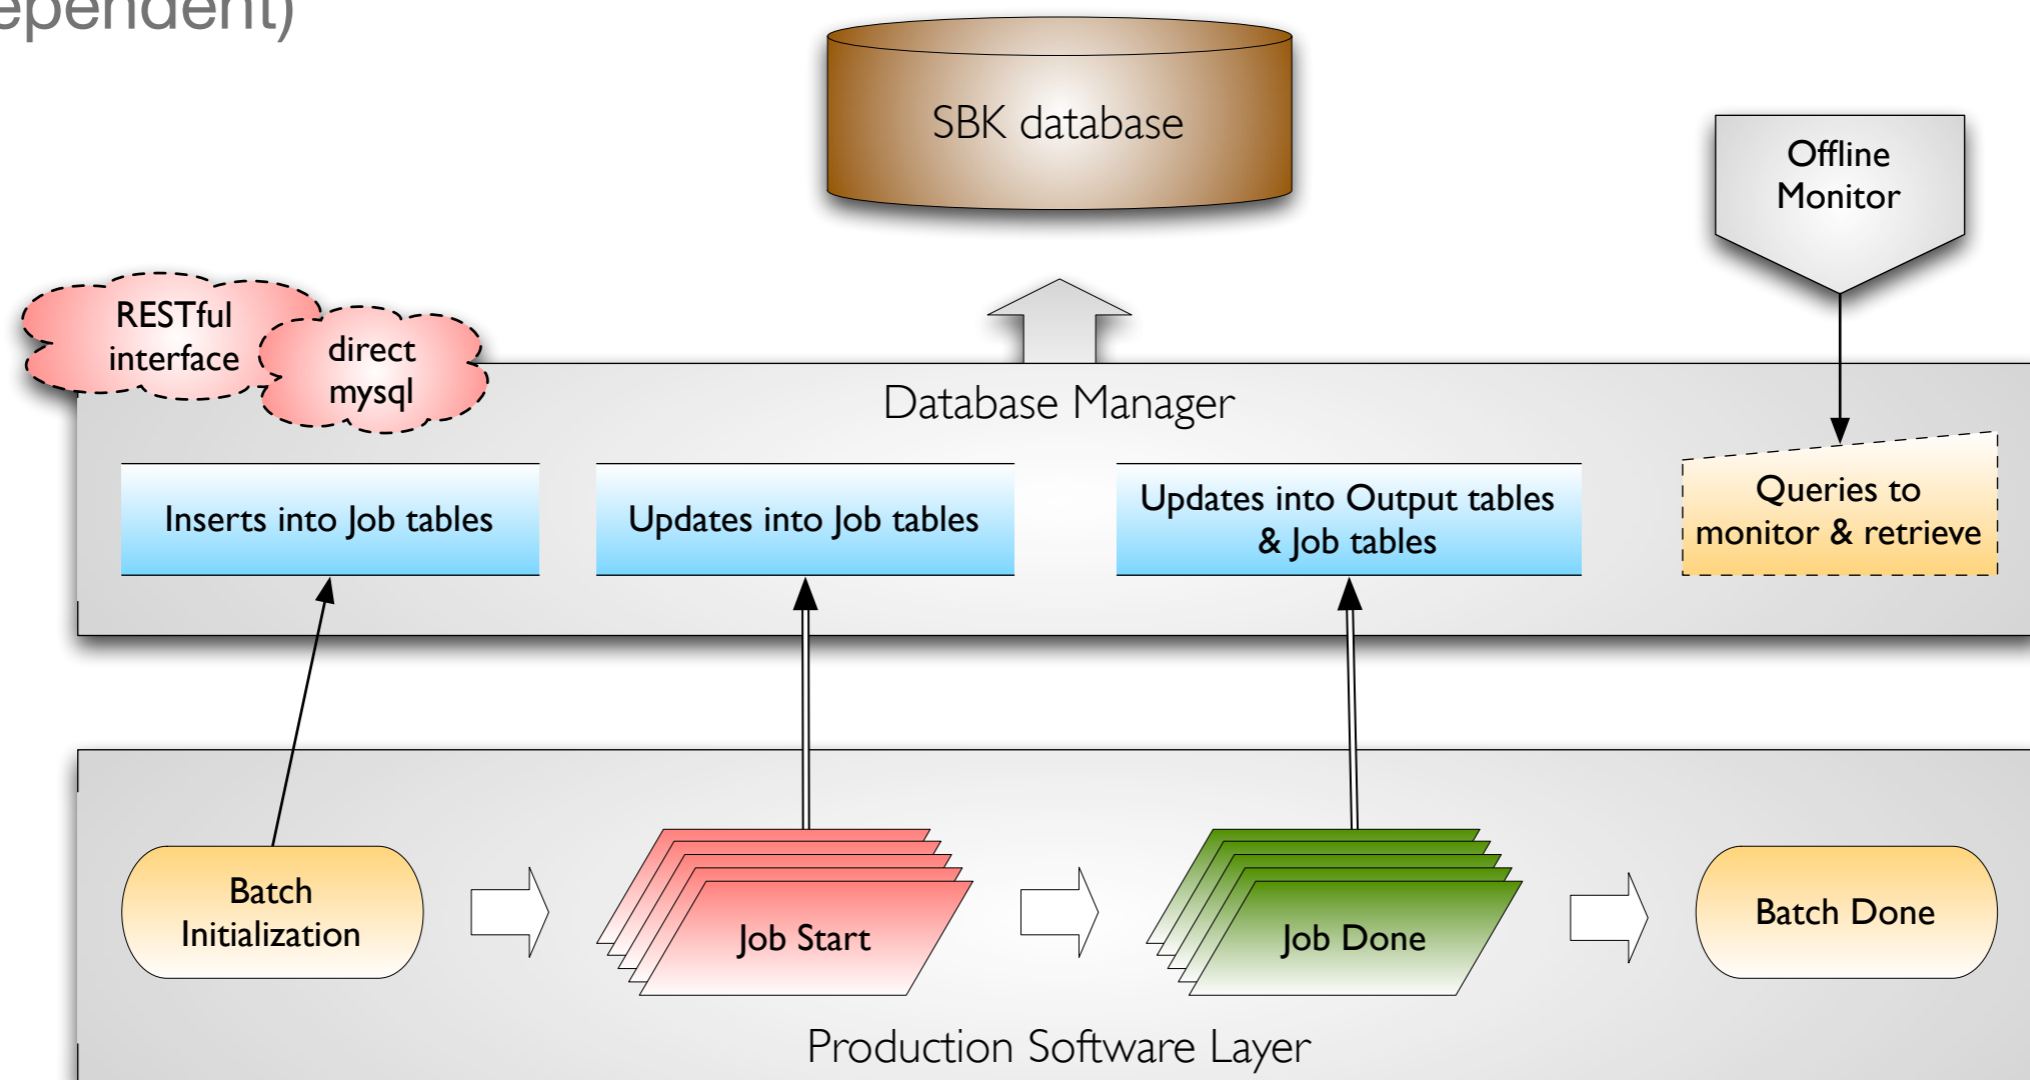 ependent)
SBK database
Offline
Monitor
RESTful
interface
direct
mysql
Database Manager
Inserts into Job tables
Updates into Job tables
Updates into Output tables
& Job tables
Queries to
monitor & retrieve
Batch
Initialization
Job Start
Job Done
Batch Done
Production Software Layer